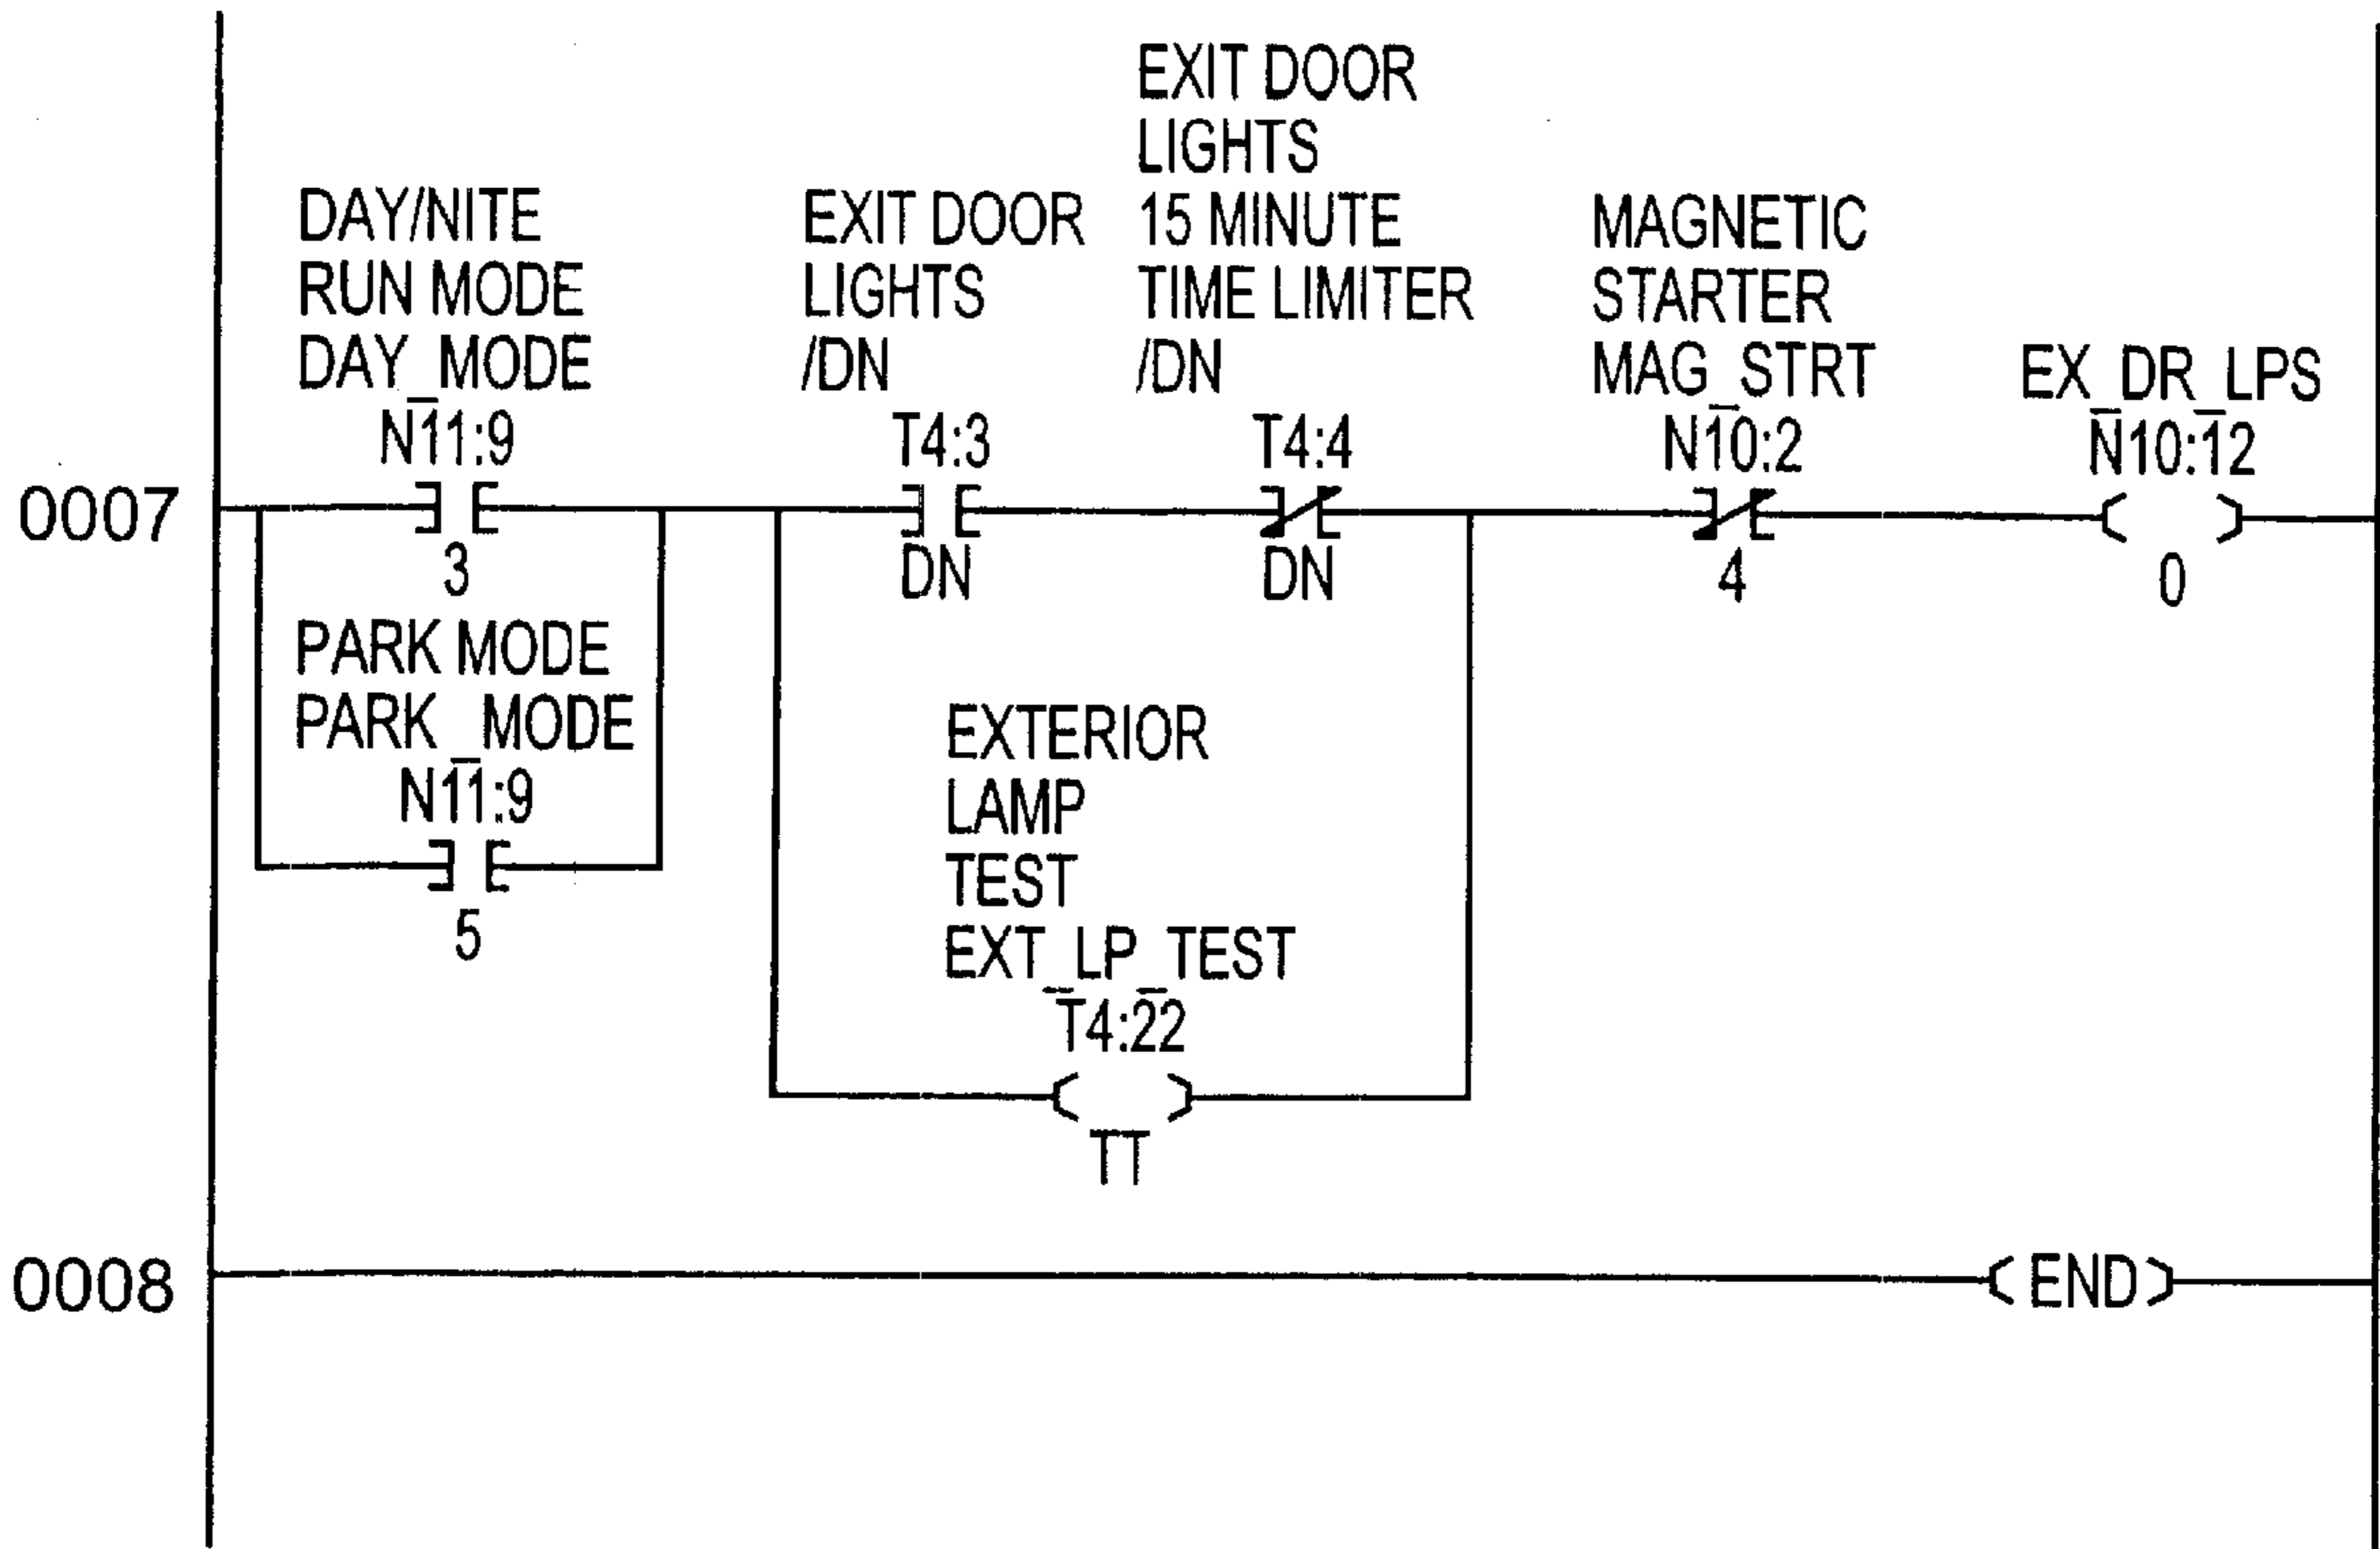 EXIT DOOR
LIGHTS
15 MINUTE
TIME LIMITER
/DN
T4:4
DN
DAY/NITE
RUN MODE
DAY_MODE
N11:9
3
EXIT DOOR
LIGHTS
/DN
T4:3
DN
MAGNETIC
STARTER
MAG_STRT
N10:2
4
EX_DR_LPS
N10:12
0
0007
PARK MODE
PARK_MODE
N11:9
5
EXTERIOR
LAMP
TEST
EXT_LP_TEST
T4:22
TT
0008
END